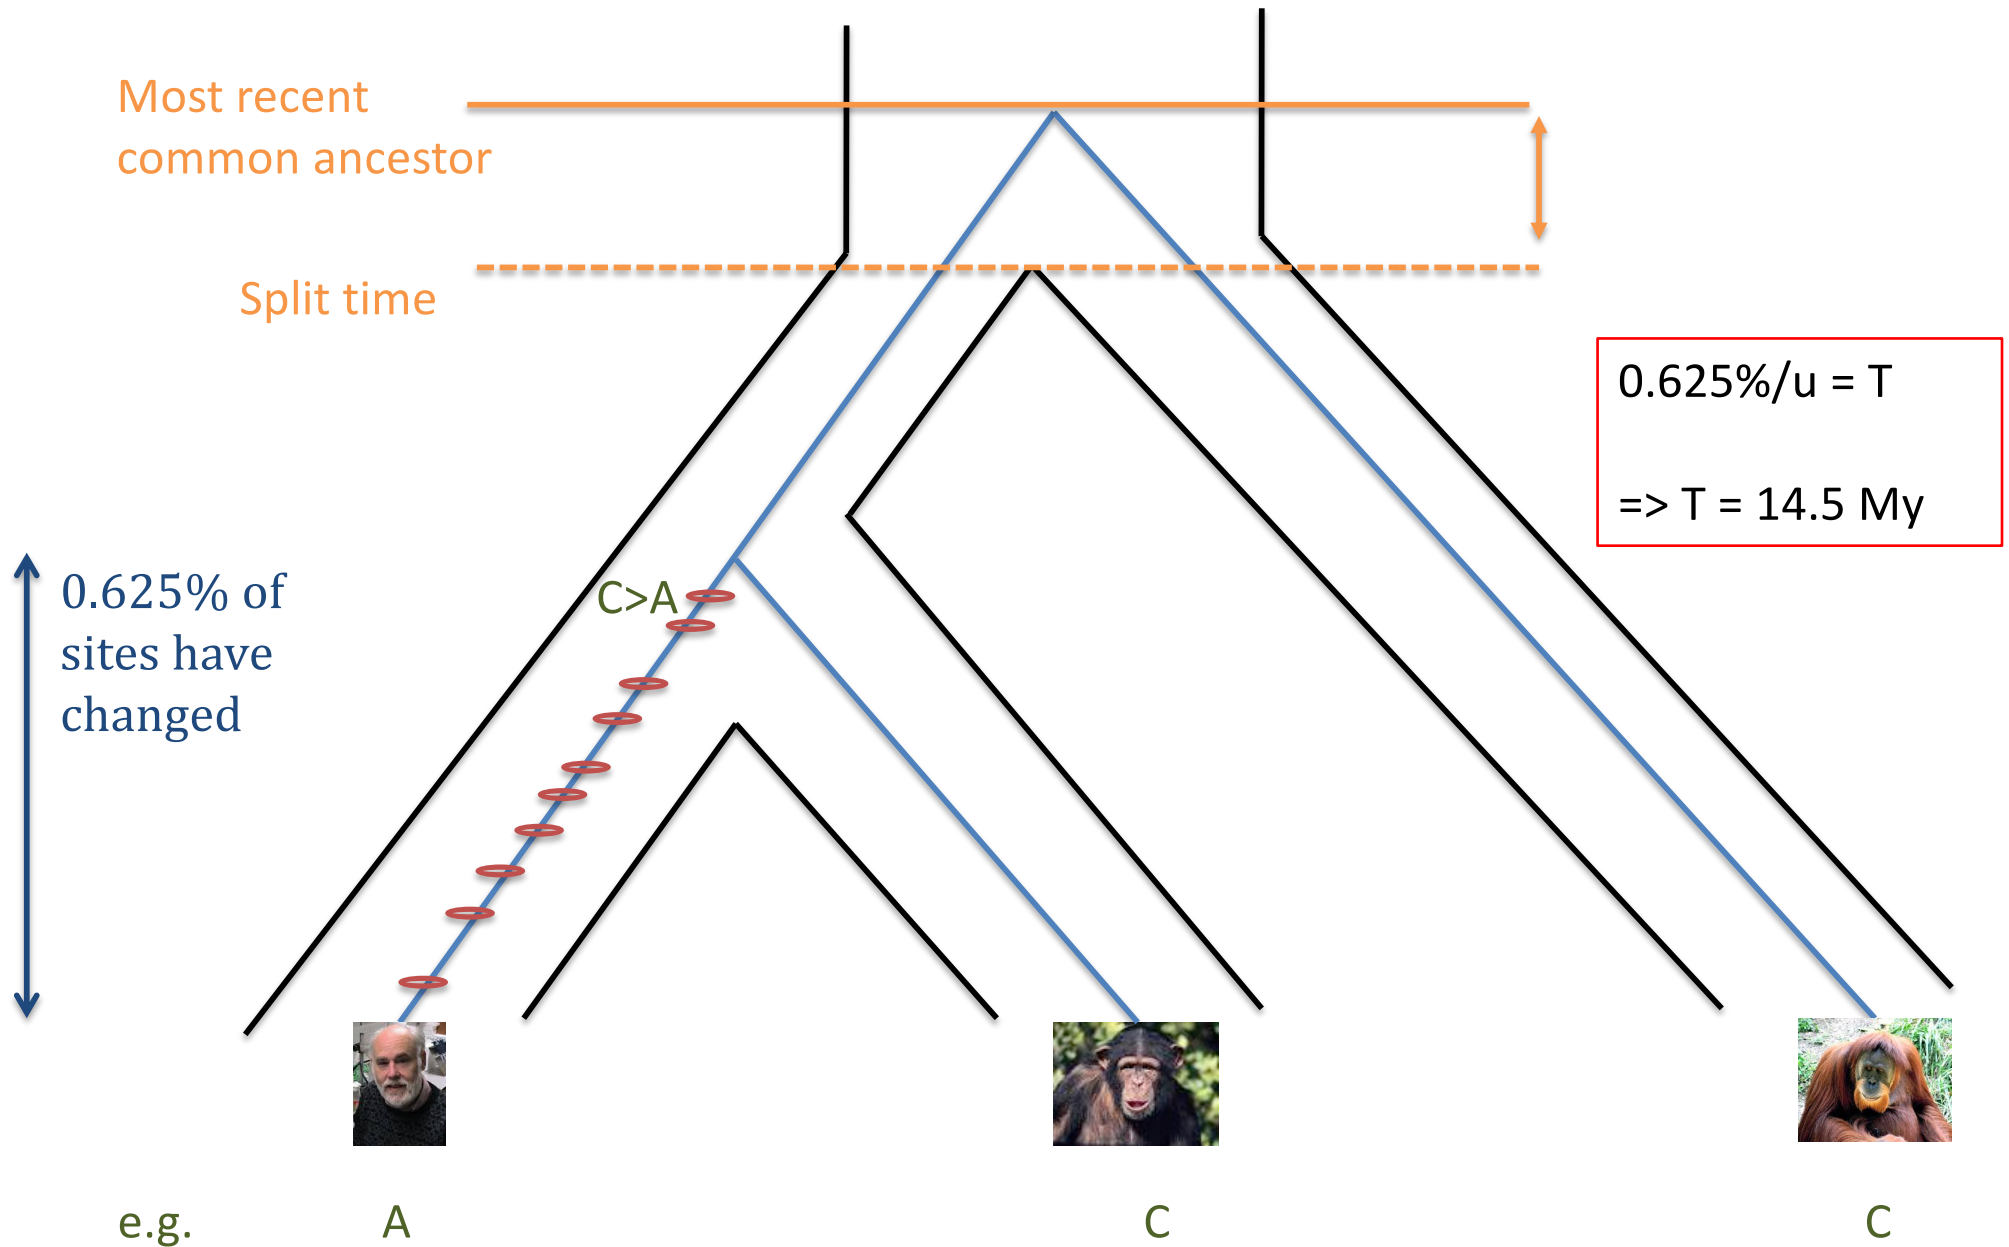 Most recent
common ancestor
Split time
0.625%/u = T
=> T = 14.5 My
0.625% of
sites have
changed
C>A
e.g.
A
C
C